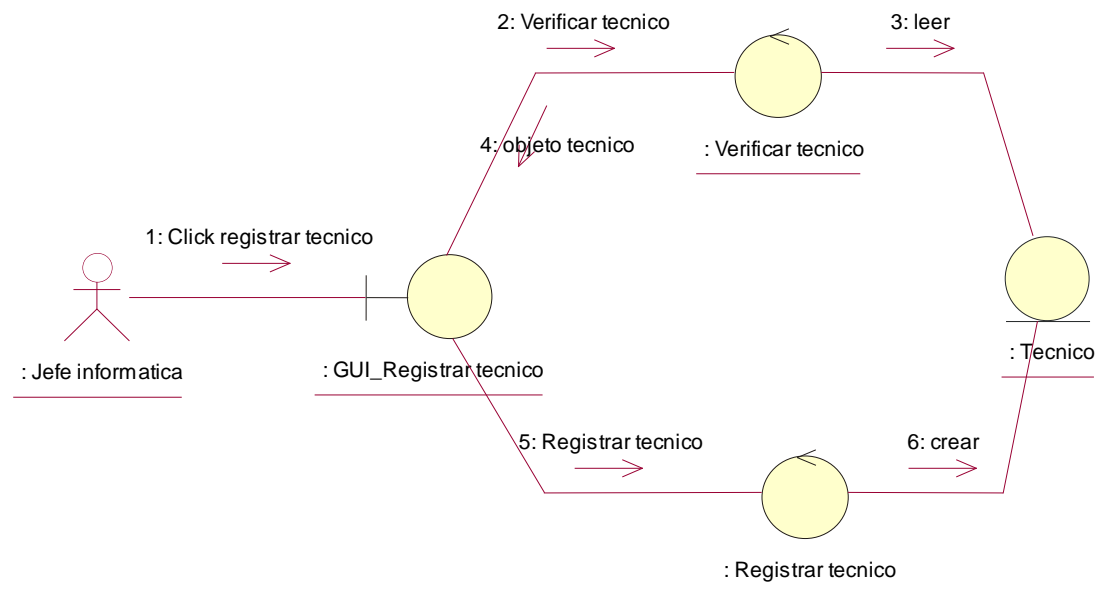 2: Verificar tecnico
3: leer
4: objeto tecnico
: Verificar tecnico
1: Click registrar tecnico
: Jefe informatica
: GUI_Registrar tecnico
: Tecnico
5: Registrar tecnico
6: crear
: Registrar tecnico